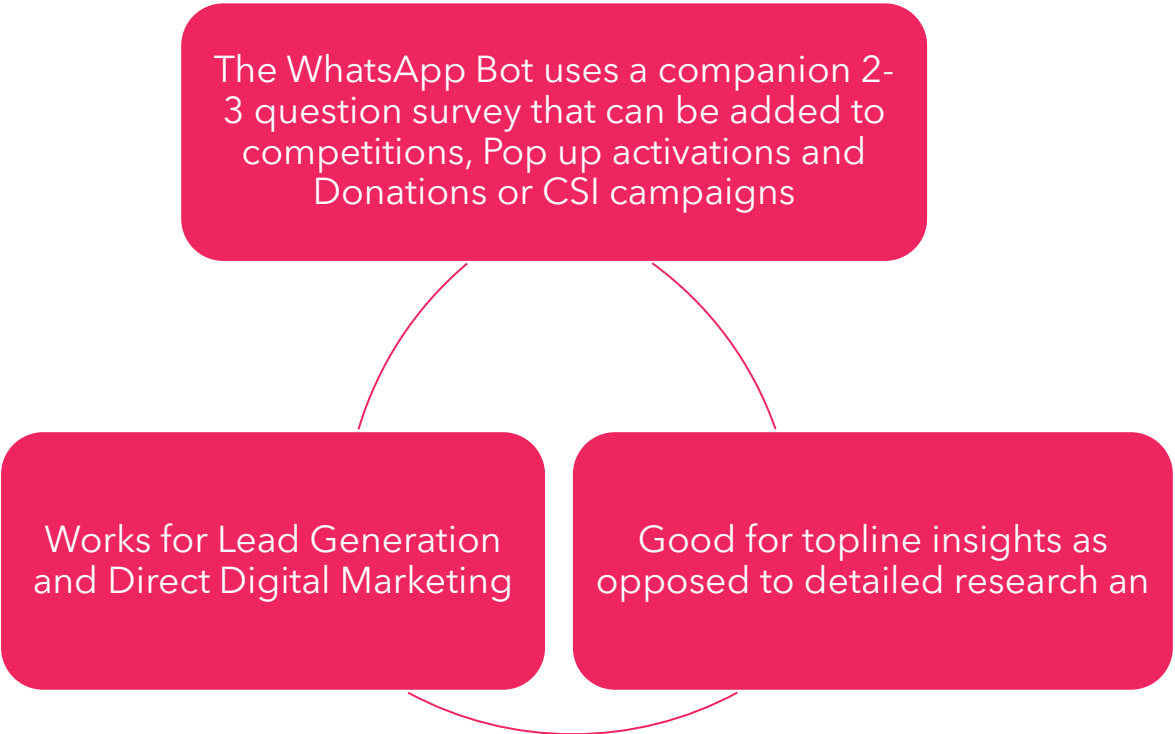 The WhatsApp Bot uses a companion 2-
3 question survey that can be added to
competitions, Pop up activations and
Donations or CSI campaigns
Works for Lead Generation
and Direct Digital Marketing
Good for topline insights as
opposed to detailed research an